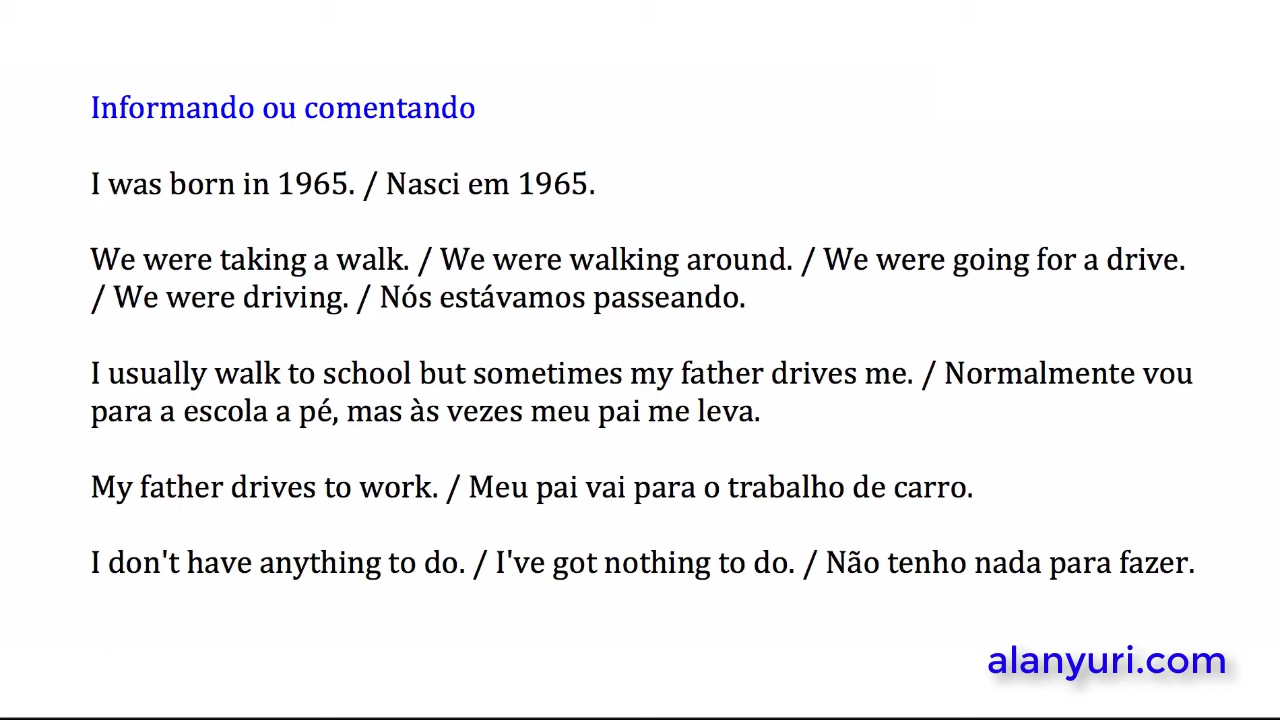 Informando ou comentando
I was born in 1965. / Nasci em 1965.
We were taking a walk. / We were walking around. / We were going for a drive.
/ We were driving. / Nós estávamos passeando.
I usually walk to school but sometimes my father drives me. / Normalmente vou
para a escola a pé, mas às vezes meu pai me leva.
My father drives to work. / Meu pai vai para o trabalho de carro.
I don't have anything to do. / I've got nothing to do. / Não tenho nada para fazer.
alanyuri.com